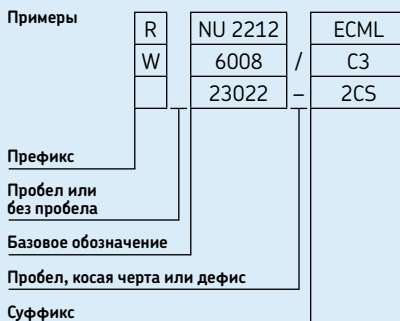 Примеры
R NU 2212 ECML
W 6008 / C3
23022 – 2CS
Префикс
Пробел или
без пробела
Базовое обозначение
Пробел, косая черта или дефис
Суффикс